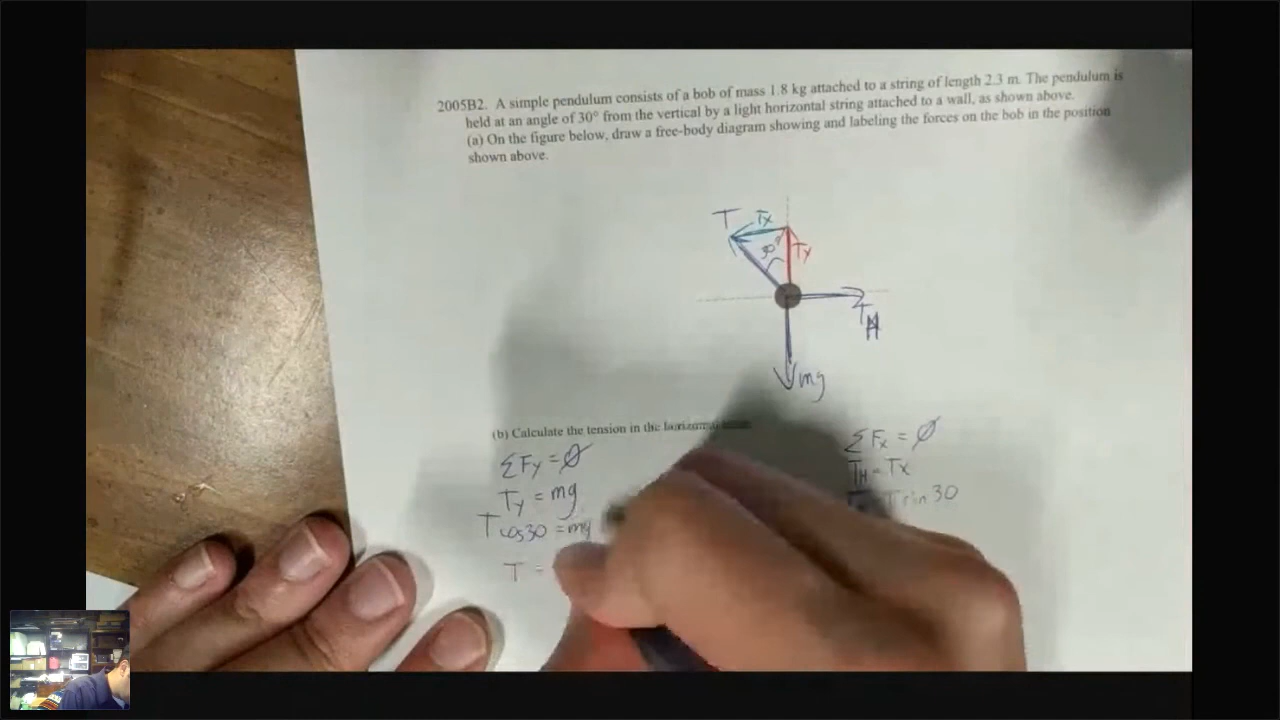 2005B2. A simple pendulum consists of a bob of mass 1.8 kg attached to a string of length 2.3 m. The pendulum is
held at an angle of 30° from the vertical by a light horizontal string attached to a wall, as shown above.
(a) On the figure below, draw a free-body diagram showing and labeling the forces on the bob in the position
shown above.
T Tx
30° Ty
TH
mg
(b) Calculate the tension in the
ΣFy = 0
Ty = mg
T cos30 = mg
T =
ΣFx = 0
TH = Tx
T sin 30